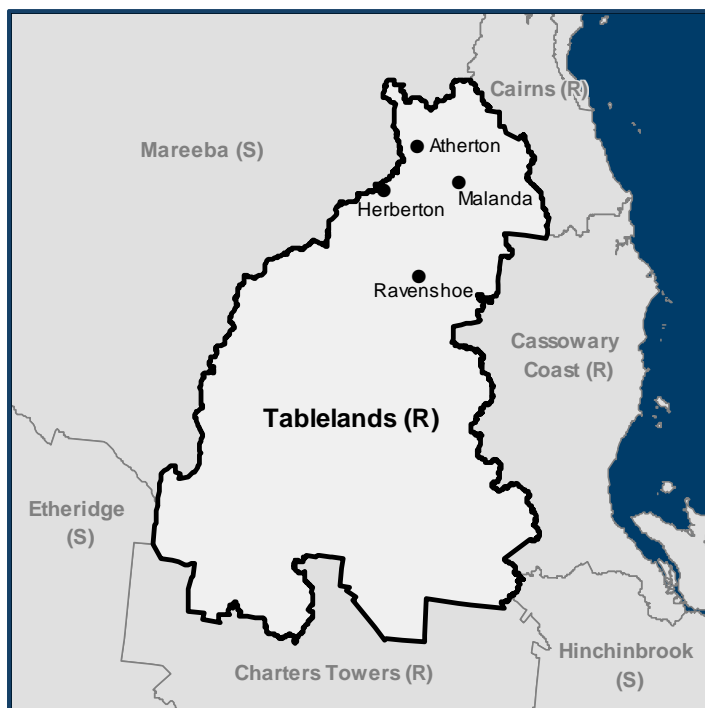 Cairns (R)
Mareeba (S)
Atherton
Malanda
Herberton
Ravenshoe
Cassowary
Coast (R)
Tablelands (R)
Etheridge
(S)
Hinchinbrook
(S)
Charters Towers (R)